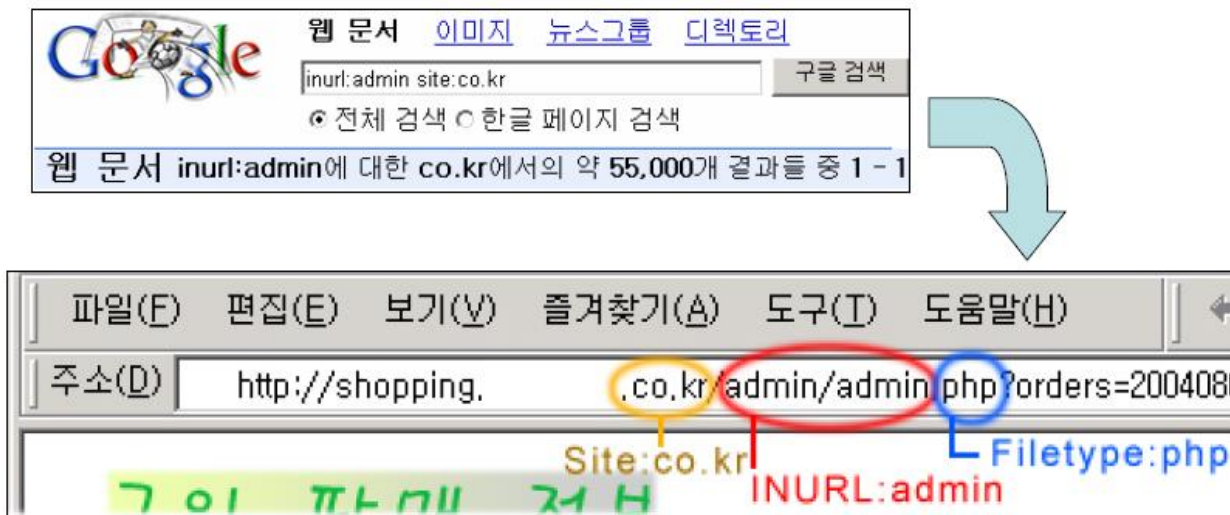 Google
웹 문서 이미지 뉴스그룹 디렉토리
inurl:admin site:co.kr 구글 검색
전체 검색 한글 페이지 검색
웹 문서 inurl:admin에 대한 co.kr에서의 약 55,000개 결과들 중 1 - 1
파일(F) 편집(E) 보기(V) 즐겨찾기(A) 도구(T) 도움말(H)
주소(D) http://shopping. .co.kr/admin/admin.php?orders=200408
Site:co.kr INURL:admin Filetype:php